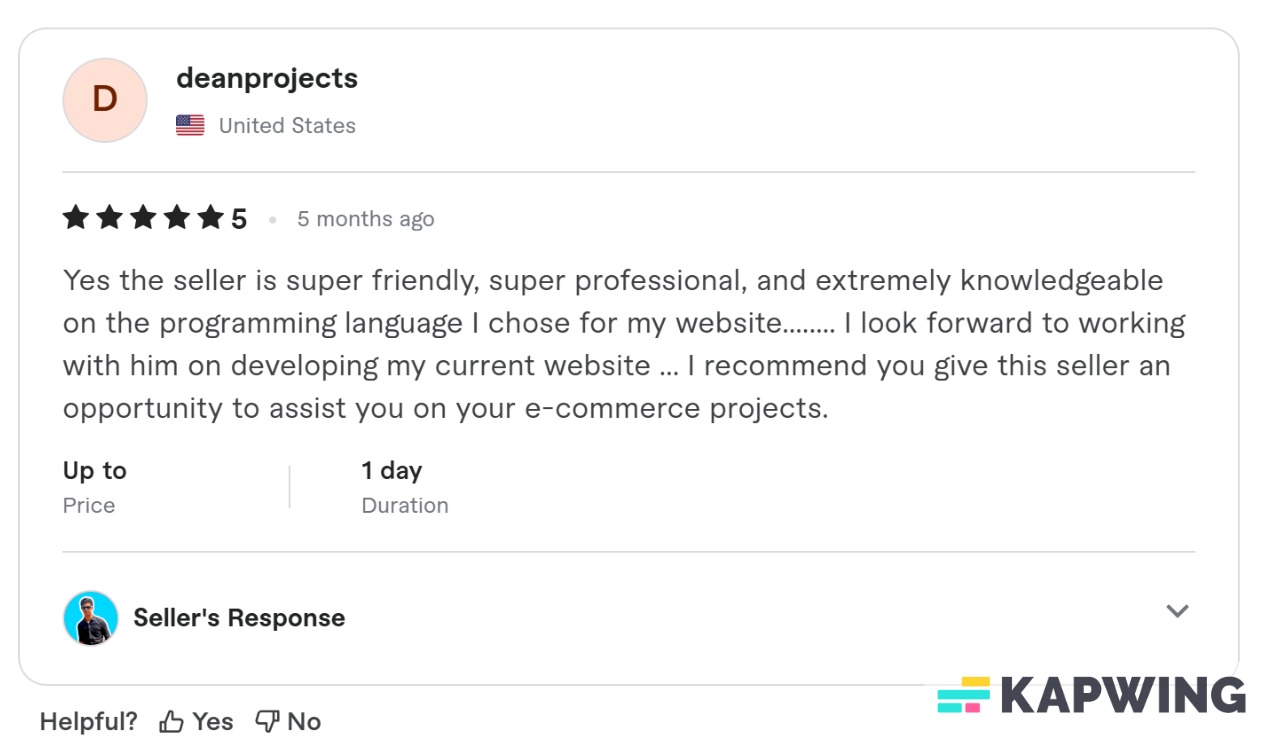 D
deanprojects
United States
5 • 5 months ago
Yes the seller is super friendly, super professional, and extremely knowledgeable
on the programming language I chose for my website........ I look forward to working
with him on developing my current website ... I recommend you give this seller an
opportunity to assist you on your e-commerce projects.
Up to
Price
1 day
Duration
Seller's Response
Helpful? Yes No
KAPWING